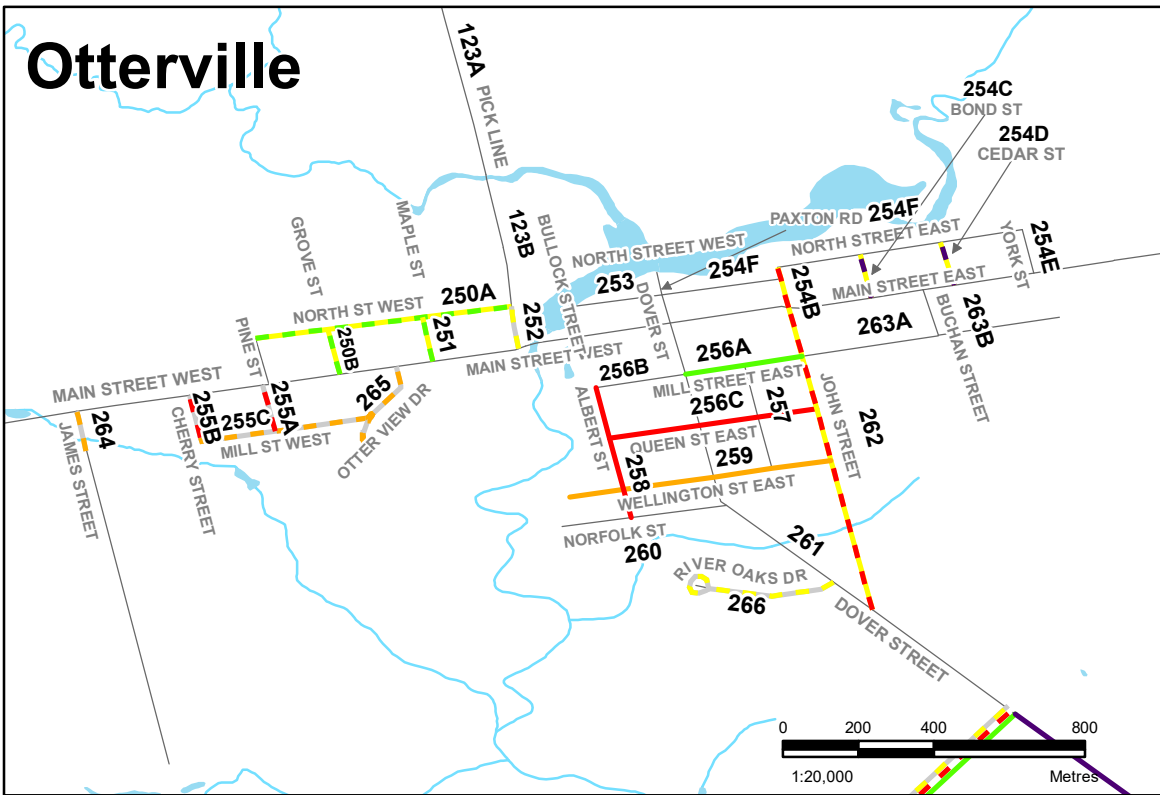 Otterville
123A
PICK LINE
254C
BOND ST
254D
CEDAR ST
PAXTON RD 254F
GROVE ST
MAPLE ST
123B
BULLOCK STREET
NORTH STREET WEST
NORTH STREET EAST
YORK ST
254E
253
254F
254B
MAIN STREET EAST
NORTH ST WEST
250A
PINE ST
250B
251
252
DOVER ST
263A
BUCHAN STREET
263B
MAIN STREET WEST
MAIN STREET WEST
256B
256A
MILL STREET EAST
JAMES STREET
264
CHERRY STREET
255B
255C
255A
265
MILL ST WEST
OTTER VIEW DR
ALBERT ST
256C
257
QUEEN ST EAST
JOHN STREET
262
258
259
WELLINGTON ST EAST
NORFOLK ST
260
261
RIVER OAKS DR
266
DOVER STREET
0 200 400 800
1:20,000 Metres